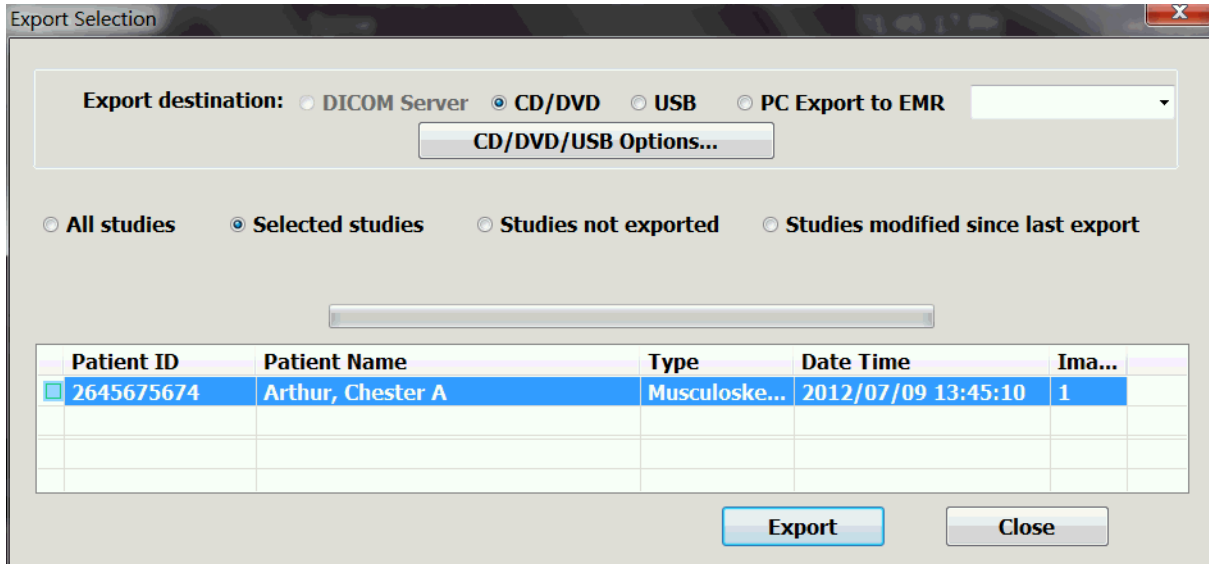 Export Selection
Export destination: DICOM Server CD/DVD USB PC Export to EMR
CD/DVD/USB Options...
All studies Selected studies Studies not exported Studies modified since last export
Patient ID Patient Name Type Date Time Ima...
2645675674 Arthur, Chester A Musculoske... 2012/07/09 13:45:10 1
Export Close